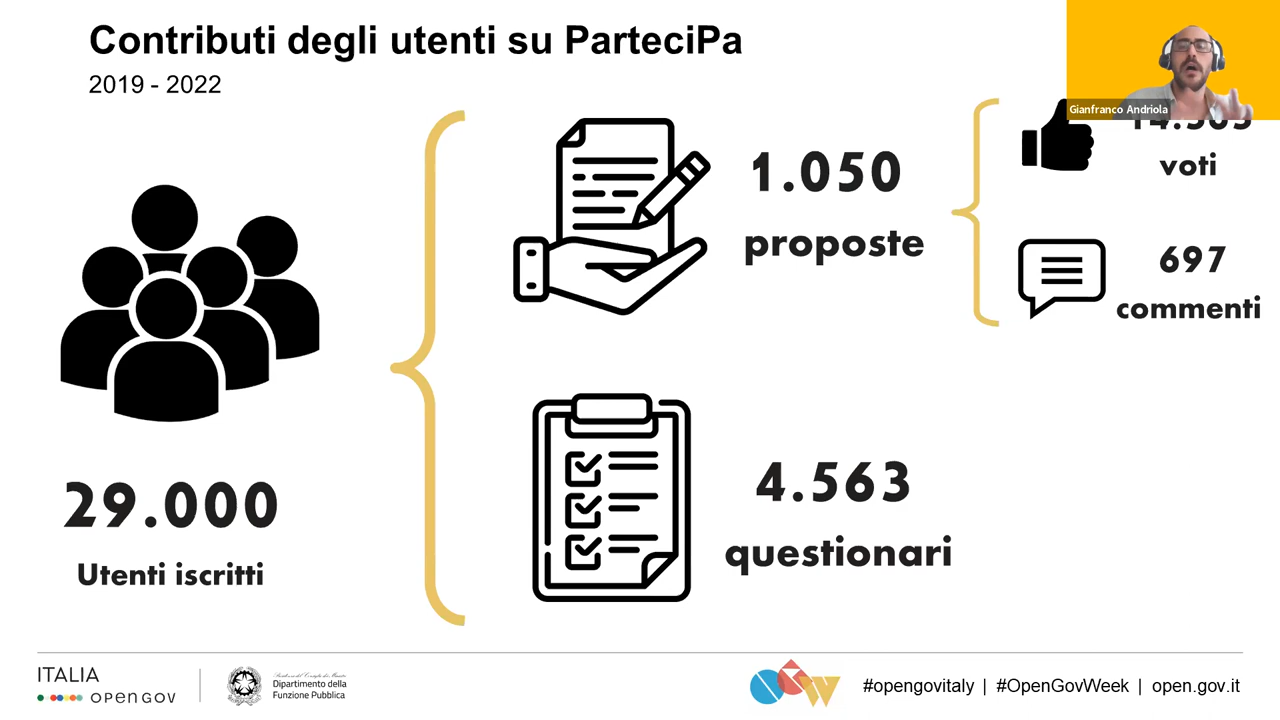 Contributi degli utenti su ParteciPa
2019 - 2022
Gianfranco Andriola
voti
1.050
proposte
697
commenti
29.000
Utenti iscritti
4.563
questionari
ITALIA
open gov
Dipartimento della
Funzione Pubblica
#opengovitaly | #OpenGovWeek | open.gov.it